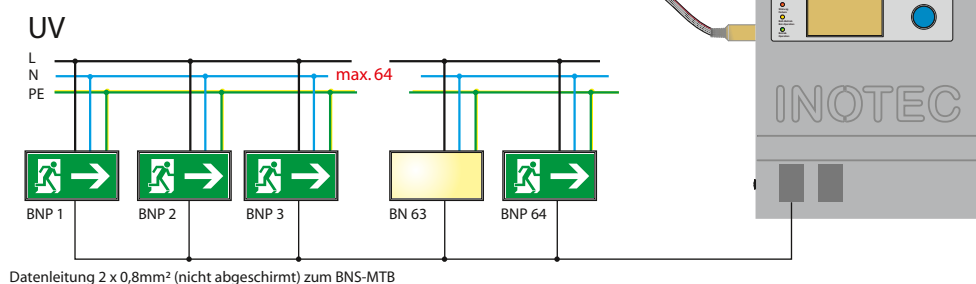 UV
L
N
PE
max. 64
BNP 1
BNP 2
BNP 3
BN 63
BNP 64
INOTEC
Datenleitung 2 x 0,8mm² (nicht abgeschirmt) zum BNS-MTB